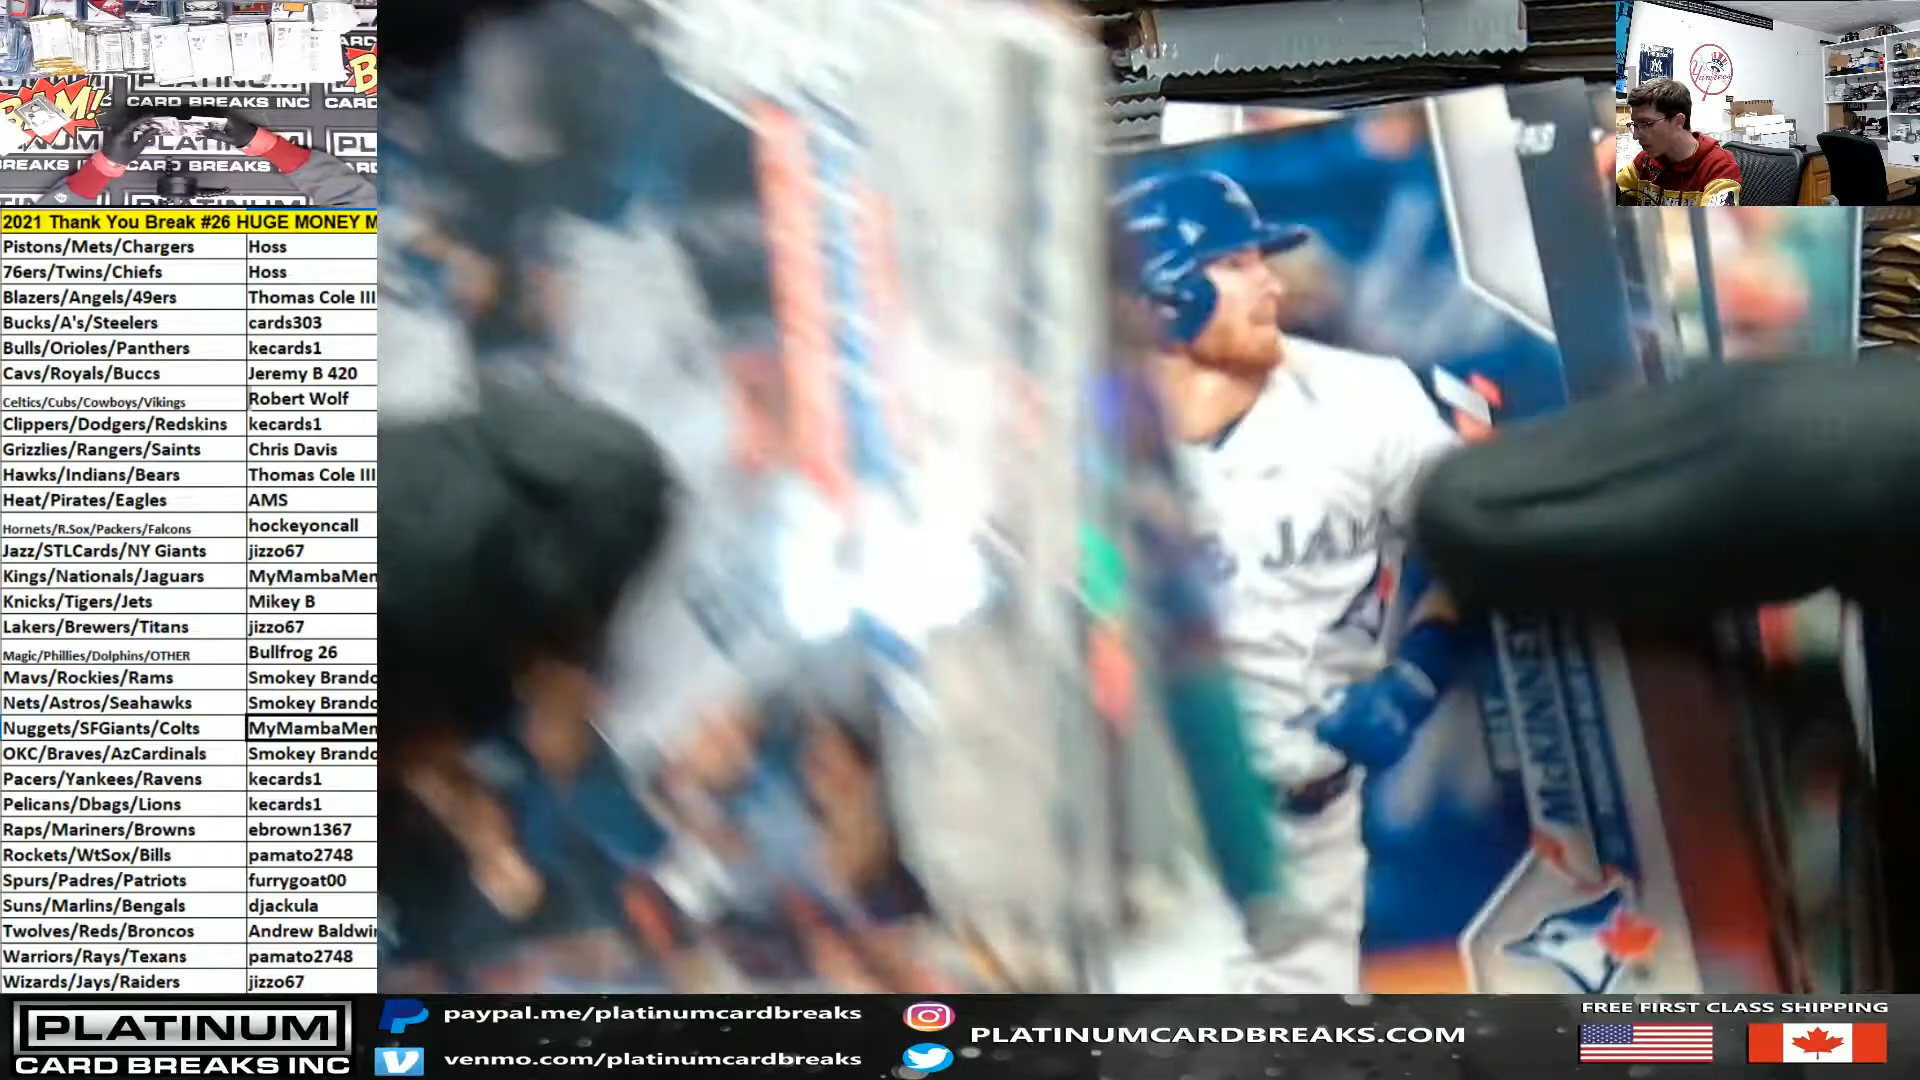 PLATINUM
CARD BREAKS INC
2021 Thank You Break #26 HUGE MONEY M
Pistons/Mets/Chargers Hoss
76ers/Twins/Chiefs Hoss
Blazers/Angels/49ers Thomas Cole III
Bucks/A's/Steelers cards303
Bulls/Orioles/Panthers kecards1
Cavs/Royals/Buccs Jeremy B 420
Celtics/Cubs/Cowboys/Vikings Robert Wolf
Clippers/Dodgers/Redskins kecards1
Grizzlies/Rangers/Saints Chris Davis
Hawks/Indians/Bears Thomas Cole III
Heat/Pirates/Eagles AMS
Hornets/R.Sox/Packers/Falcons hockeyoncall
Jazz/STLCards/NY Giants jizzo67
Kings/Nationals/Jaguars MyMambaMen
Knicks/Tigers/Jets Mikey B
Lakers/Brewers/Titans jizzo67
Magic/Phillies/Dolphins/OTHER Bullfrog 26
Mavs/Rockies/Rams Smokey Brando
Nets/Astros/Seahawks Smokey Brando
Nuggets/SFGiants/Colts MyMambaMen
OKC/Braves/AzCardinals Smokey Brando
Pacers/Yankees/Ravens kecards1
Pelicans/Dbags/Lions kecards1
Raps/Mariners/Browns ebrown1367
Rockets/WtSox/Bills pamato2748
Spurs/Padres/Patriots furrygoat00
Suns/Marlins/Bengals djackula
Twolves/Reds/Broncos Andrew Baldwin
Warriors/Rays/Texans pamato2748
Wizards/Jays/Raiders jizzo67
PLATINUM
CARD BREAKS INC
paypal.me/platinumcardbreaks
venmo.com/platinumcardbreaks
PLATINUMCARDBREAKS.COM
FREE FIRST CLASS SHIPPING